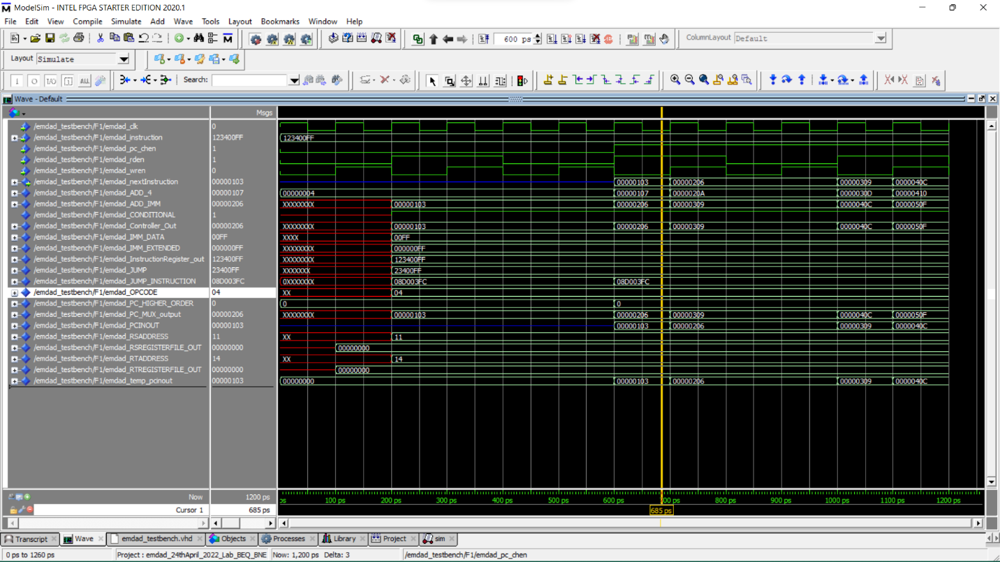 ModelSim - INTEL FPGA STARTER EDITION 2020.1
File Edit View Compile Simulate Add Wave Tools Layout Bookmarks Window Help
600 ps
ColumnLayout Default
Layout Simulate
Search:
Wave - Default
Msgs
/emdad_testbench/F1/emdad_clk 0
/emdad_testbench/F1/emdad_instruction 123400FF 123400FF
/emdad_testbench/F1/emdad_pc_chen 1
/emdad_testbench/F1/emdad_rden 1
/emdad_testbench/F1/emdad_wren 0
/emdad_testbench/F1/emdad_nextInstruction 00000103 00000103 00000206 00000309 0000040C
/emdad_testbench/F1/emdad_ADD_4 00000107 00000004 00000107 0000020A 0000030D 00000410
/emdad_testbench/F1/emdad_ADD_IMM 00000206 XXXXXXXX 00000103 00000206 00000309 0000040C 0000050F
/emdad_testbench/F1/emdad_CONDITIONAL 1
/emdad_testbench/F1/emdad_Controller_Out 00000206 XXXXXXXX 00000103 00000206 00000309 0000040C 0000050F
/emdad_testbench/F1/emdad_IMM_DATA 00FF XXXX 00FF
/emdad_testbench/F1/emdad_IMM_EXTENDED 000000FF XXXXXXXX 000000FF
/emdad_testbench/F1/emdad_InstructionRegister_out 123400FF XXXXXXXX 123400FF
/emdad_testbench/F1/emdad_JUMP 23400FF XXXXXXX 23400FF
/emdad_testbench/F1/emdad_JUMP_INSTRUCTION 08D003FC 0XXXXXXX 08D003FC 08D003FC
/emdad_testbench/F1/emdad_OPCODE 04 XX 04
/emdad_testbench/F1/emdad_PC_HIGHER_ORDER 0 0 0
/emdad_testbench/F1/emdad_PC_MUX_output 00000206 XXXXXXXX 00000103 00000206 00000309 0000040C 0000050F
/emdad_testbench/F1/emdad_PCINOUT 00000103 00000103 00000206 00000309 0000040C
/emdad_testbench/F1/emdad_RSADDRESS 11 XX 11
/emdad_testbench/F1/emdad_RSREGISTERFILE_OUT 00000000 00000000
/emdad_testbench/F1/emdad_RTADDRESS 14 XX 14
/emdad_testbench/F1/emdad_RTREGISTERFILE_OUT 00000000 00000000
/emdad_testbench/F1/emdad_temp_pcinout 00000103 00000000 00000103 00000206 00000309 0000040C
Now 1200 ps ps 100 ps 200 ps 300 ps 400 ps 500 ps 600 ps 700 ps 800 ps 900 ps 1000 ps 1100 ps 1200 ps
Cursor 1 685 ps 685 ps
Transcript Wave emdad_testbench.vhd Objects Processes Library Project sim
0 ps to 1260 ps Project : emdad_24thApril_2022_Lab_BEQ_BNE Now: 1,200 ps Delta: 3 /emdad_testbench/F1/emdad_pc_chen